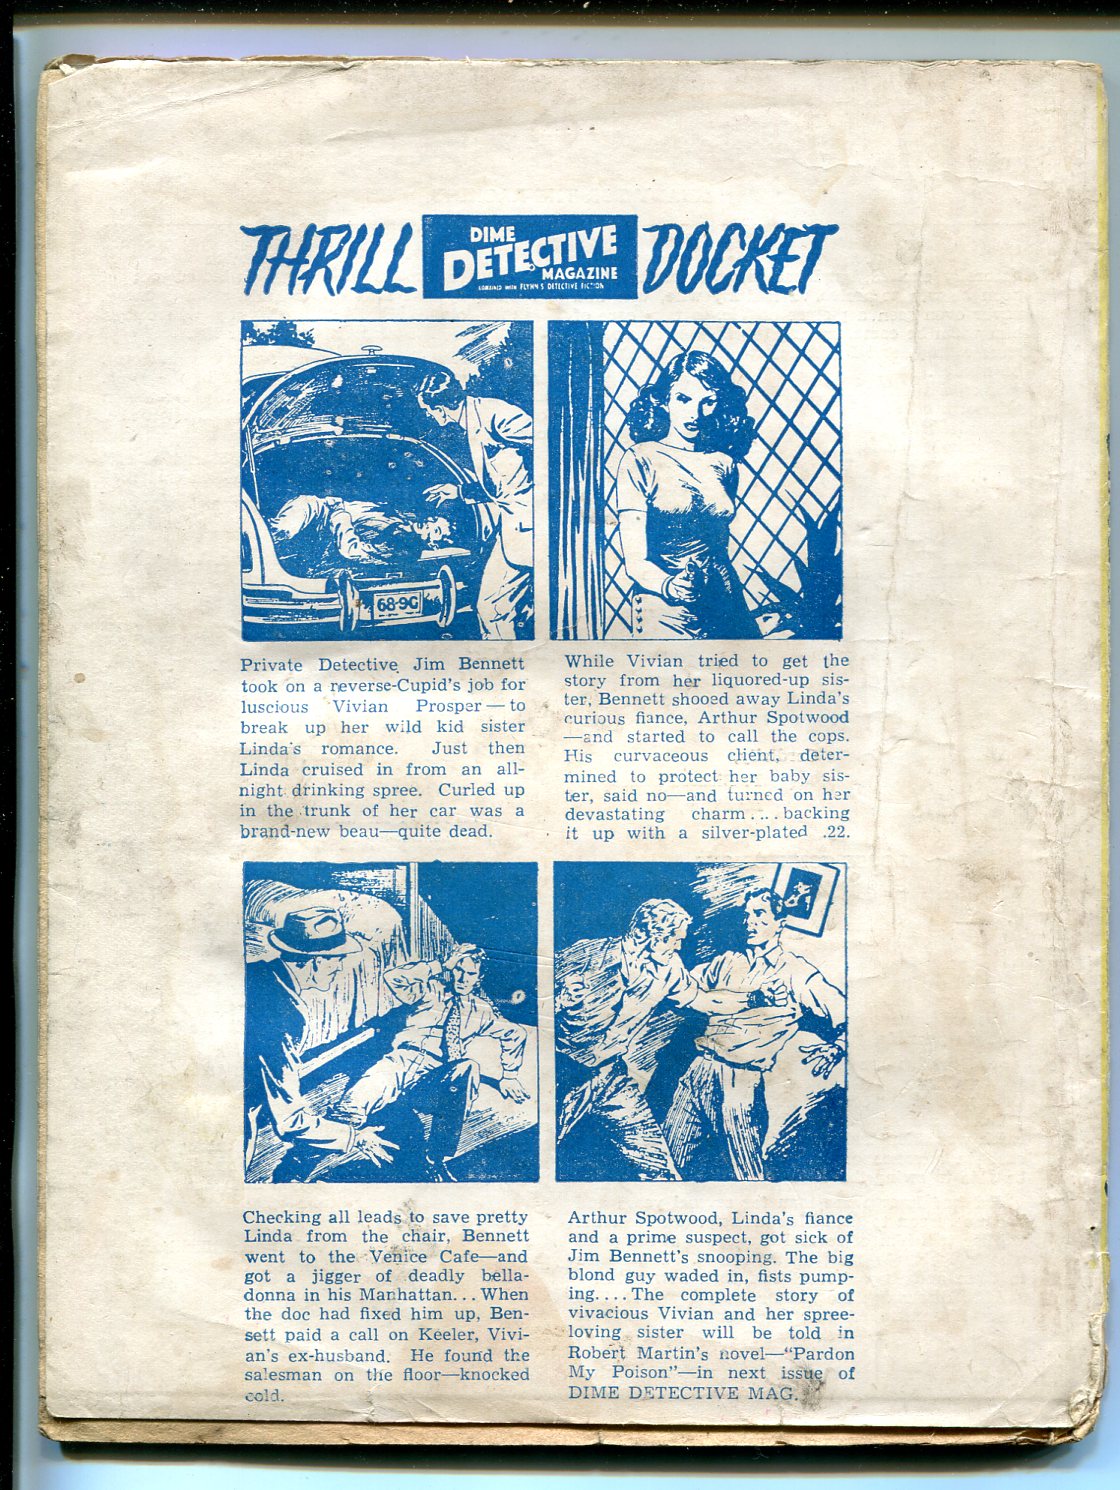 THRILL DIME DETECTIVE MAGAZINE DOCKET
COMBINED WITH FLYNN'S DETECTIVE FICTION
68-9G
Private Detective Jim Bennett
took on a reverse-Cupid's job for
luscious Vivian Prosper—to
break up her wild kid sister
Linda's romance. Just then
Linda cruised in from an all-
night drinking spree. Curled up
in the trunk of her car was a
brand-new beau—quite dead.
While Vivian tried to get the
story from her liquored-up sis-
ter, Bennett shooed away Linda's
curious fiance, Arthur Spotwood
—and started to call the cops.
His curvaceous client, deter-
mined to protect her baby sis-
ter, said no—and turned on her
devastating charm....backing
it up with a silver-plated .22.
Checking all leads to save pretty
Linda from the chair, Bennett
went to the Venice Cafe—and
got a jigger of deadly bella-
donna in his Manhattan...When
the doc had fixed him up, Ben-
sett paid a call on Keeler, Vivi-
an's ex-husband. He found the
salesman on the floor—knocked
cold.
Arthur Spotwood, Linda's fiance
and a prime suspect, got sick of
Jim Bennett's snooping. The big
blond guy waded in, fists pump-
ing....The complete story of
vivacious Vivian and her spree-
loving sister will be told in
Robert Martin's novel—"Pardon
My Poison"—in next issue of
DIME DETECTIVE MAG.